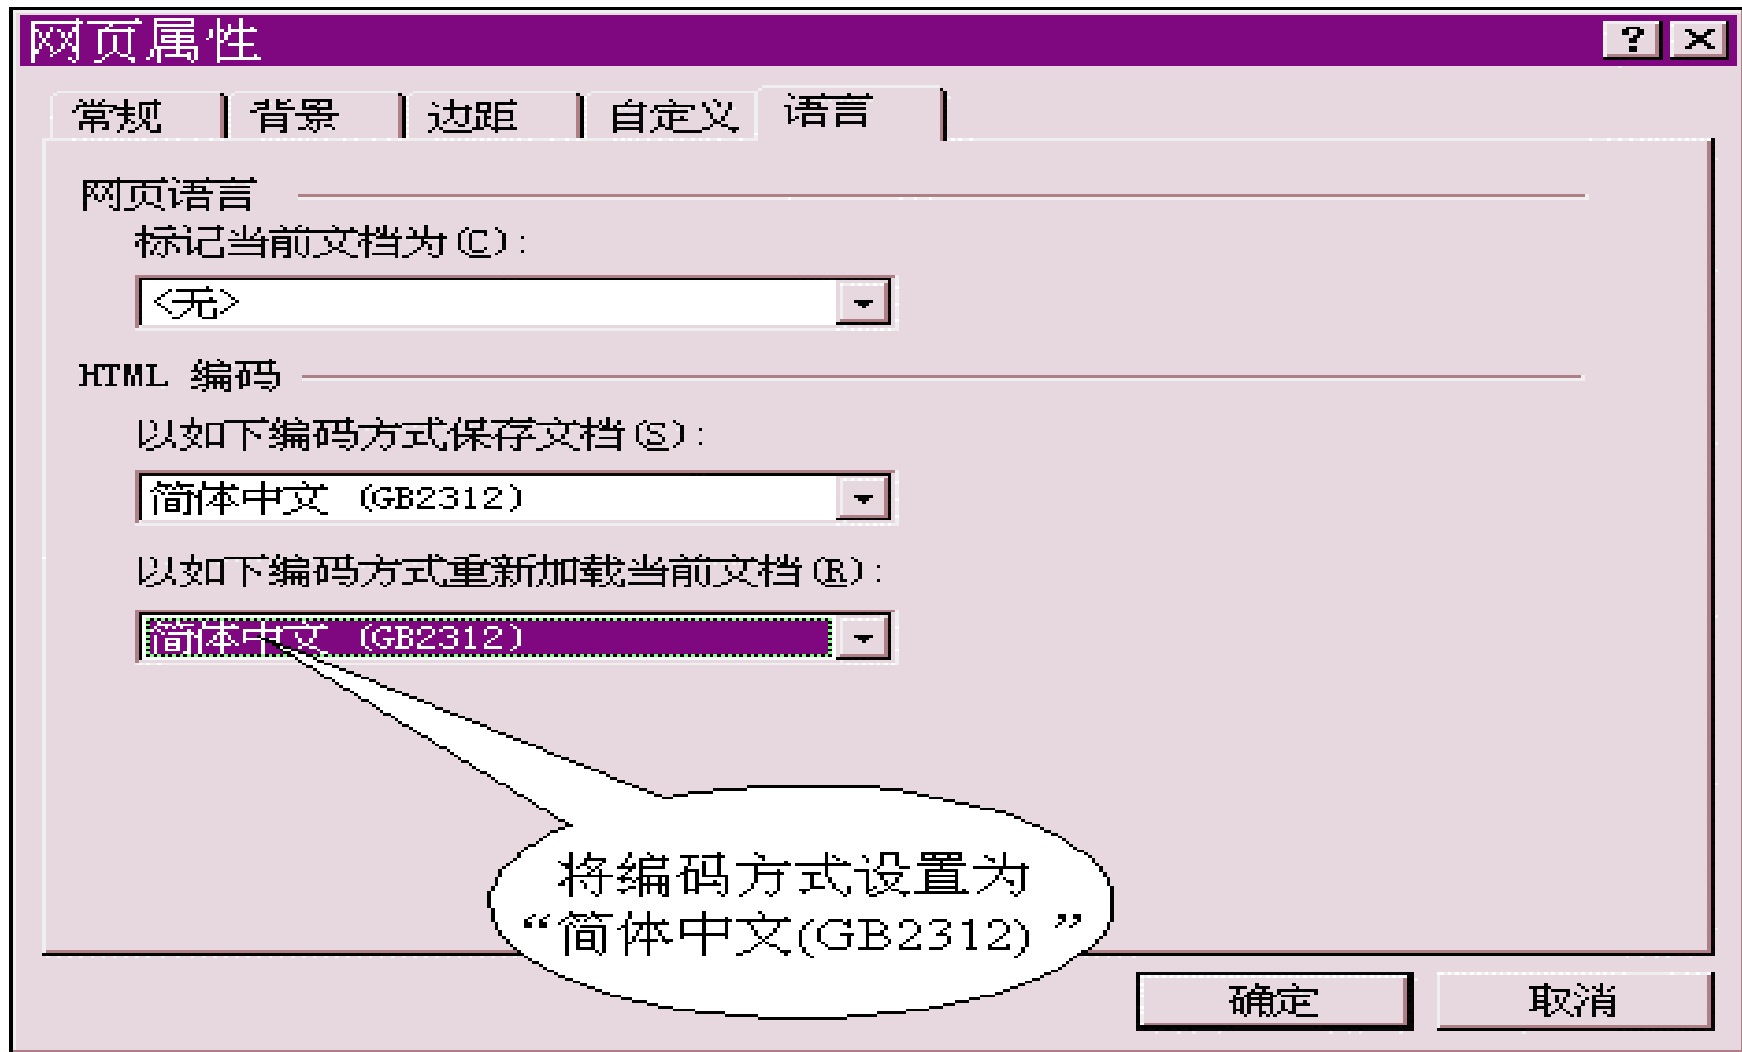 网页属性
常规 背景 边距 自定义 语言
网页语言
标记当前文档为(C):
<无>
HTML 编码
以如下编码方式保存文档(S):
简体中文 (GB2312)
以如下编码方式重新加载当前文档(R):
简体中文 (GB2312)
将编码方式设置为
“简体中文(GB2312) ”
确定 取消